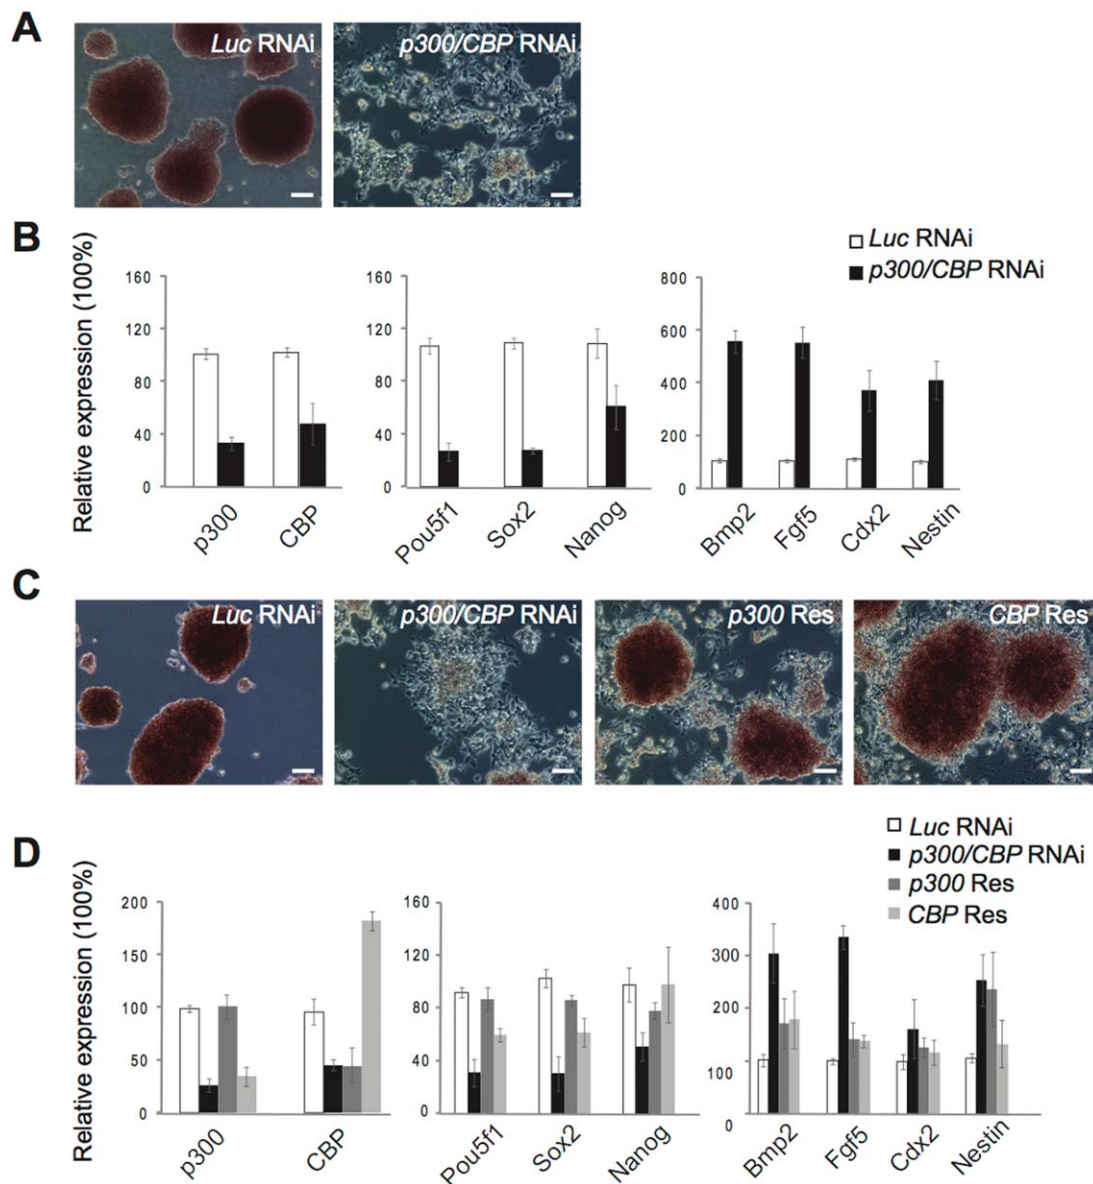 A
Luc RNAi
p300/CBP RNAi
B
Relative expression (100%)
Luc RNAi
p300/CBP RNAi
160
120
80
40
0
p300
CBP
160
120
80
40
0
Pou5f1
Sox2
Nanog
800
600
400
200
0
Bmp2
Fgf5
Cdx2
Nestin
C
Luc RNAi
p300/CBP RNAi
p300 Res
CBP Res
D
Relative expression (100%)
Luc RNAi
p300/CBP RNAi
p300 Res
CBP Res
200
150
100
50
0
p300
CBP
160
120
80
40
0
Pou5f1
Sox2
Nanog
400
300
200
100
0
Bmp2
Fgf5
Cdx2
Nestin